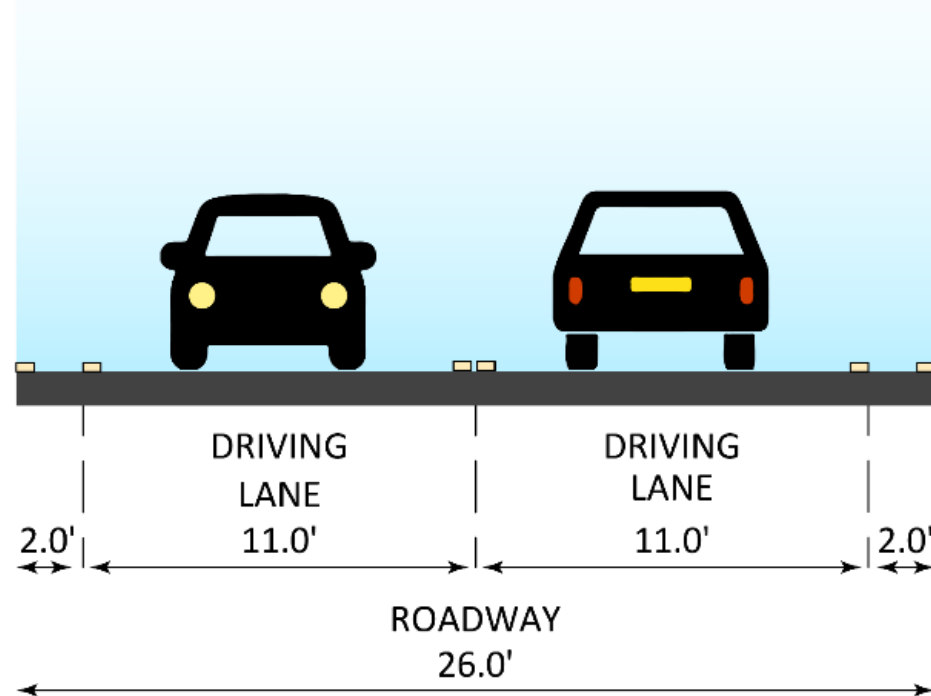 DRIVING
LANE
DRIVING
LANE
2.0'
11.0'
11.0'
2.0'
ROADWAY
26.0'